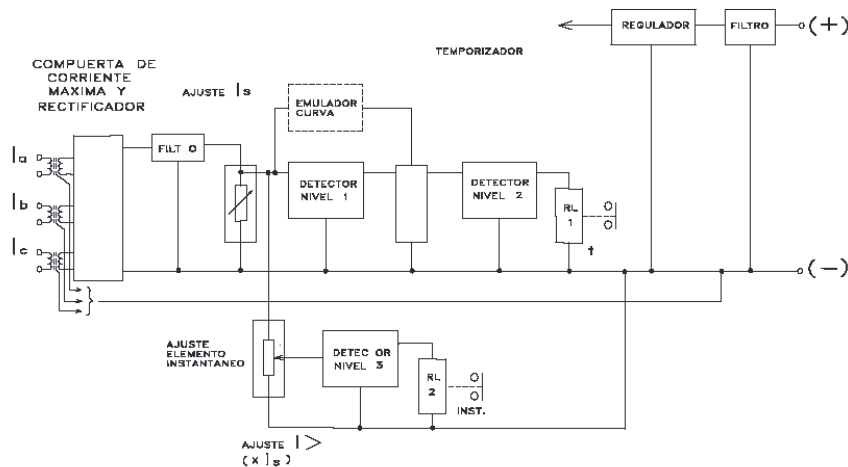 REGULADOR
FILTRO
(+)
TEMPORIZADOR
COMPUERTA DE
CORRIENTE
MAXIMA Y
RECTIFICADOR
AJUSTE Is
EMULADOR
CURVA
FILT O
Ia
DETECTOR
NIVEL 1
DETECTOR
NIVEL 2
Ib
RL
1
O
O
Ic
t
(-)
AJUSTE
ELEMENTO
INSTANTANEO
DETEC OR
NIVEL 3
RL
2
O
O
INST.
AJUSTE I>
(x Is)